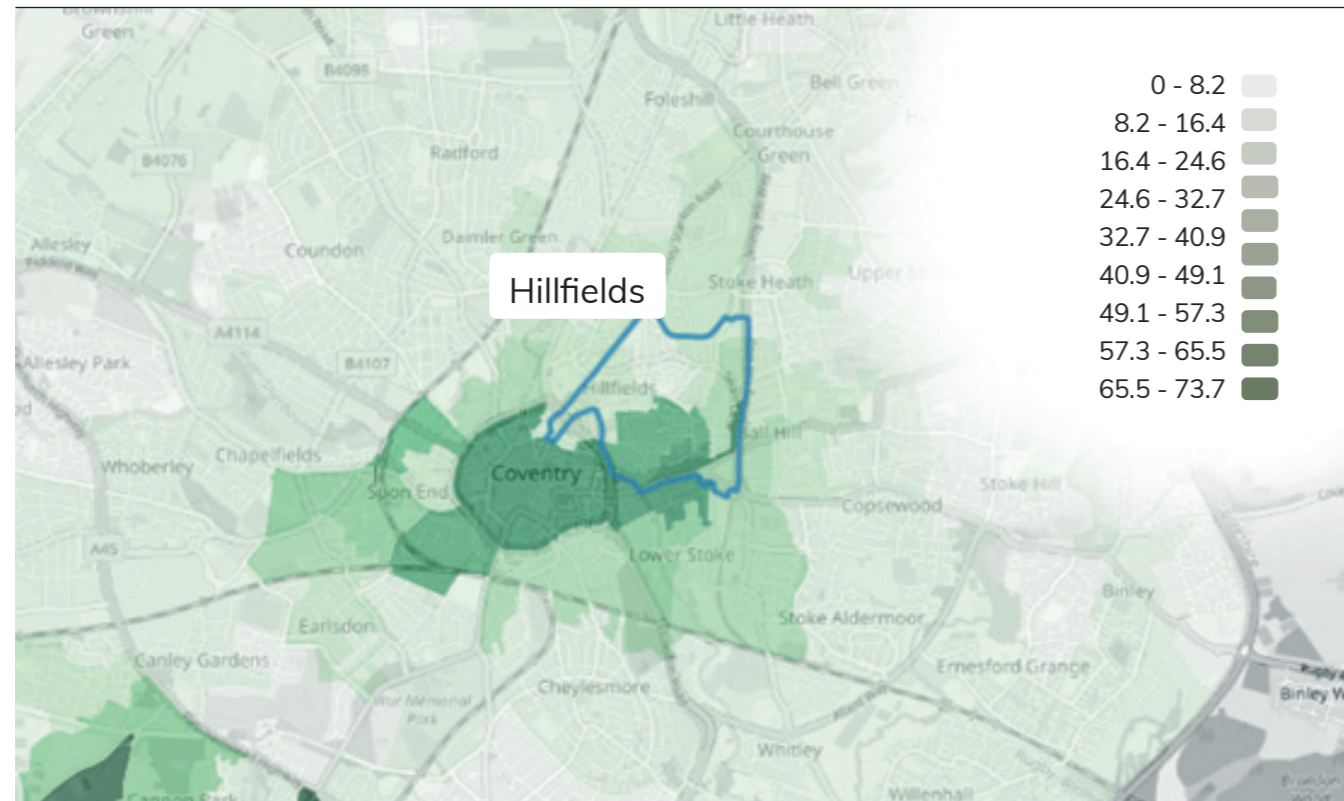 Green
Little Heath
B4098
Bell Green
Foleshill
Courthouse
Green
Radford
B4076
Daimler Green
Allesley
Coundon
Stoke Heath
Upper
Hillfields
A4114
B4107
Allesley Park
Hillfields
Ball Hill
Chapelfields
Whoberley
Coventry
Spon End
Stoke Hill
Copsewood
A45
Lower Stoke
Binley
Stoke Aldermoor
Earlsdon
Canley Gardens
Ernesford Grange
Cheylesmore
War Memorial
Park
Binley W
Whitley
Willenhall
Cannon Park
0 - 8.2
8.2 - 16.4
16.4 - 24.6
24.6 - 32.7
32.7 - 40.9
40.9 - 49.1
49.1 - 57.3
57.3 - 65.5
65.5 - 73.7